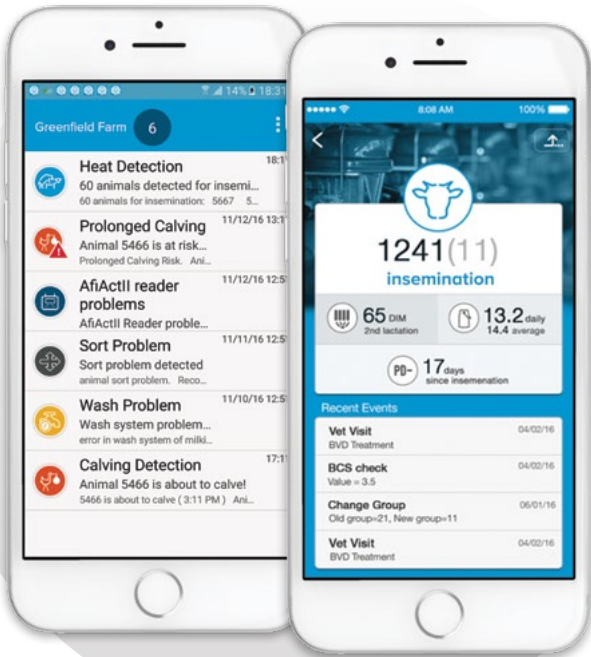 14% 18:31
Greenfield Farm 6
Heat Detection
60 animals detected for insemi...
60 animals for insemination: 5667 5...
Prolonged Calving 11/12/16 13:1
Animal 5466 is at risk...
Prolonged Calving Risk. Ani...
AfiActII reader 11/12/16 12:5
problems
AfiActII Reader proble...
Sort Problem 11/11/16 12:5
Sort problem detected
animal sort problem. Reco...
Wash Problem 11/10/16 12:5
Wash system problem...
error in wash system of milki...
Calving Detection 17:1
Animal 5466 is about to calve!
5466 is about to calve ( 3:11 PM ) Ani...
8:08 AM 100%
1241(11)
insemination
65 DIM
2nd lactation
13.2 daily
14.4 average
PD- 17 days
since insemenation
Recent Events
Vet Visit 04/02/16
BVD Treatment
BCS check 04/02/16
Value = 3.5
Change Group 06/01/16
Old group=21, New group=11
Vet Visit 04/02/16
BVD Treatment